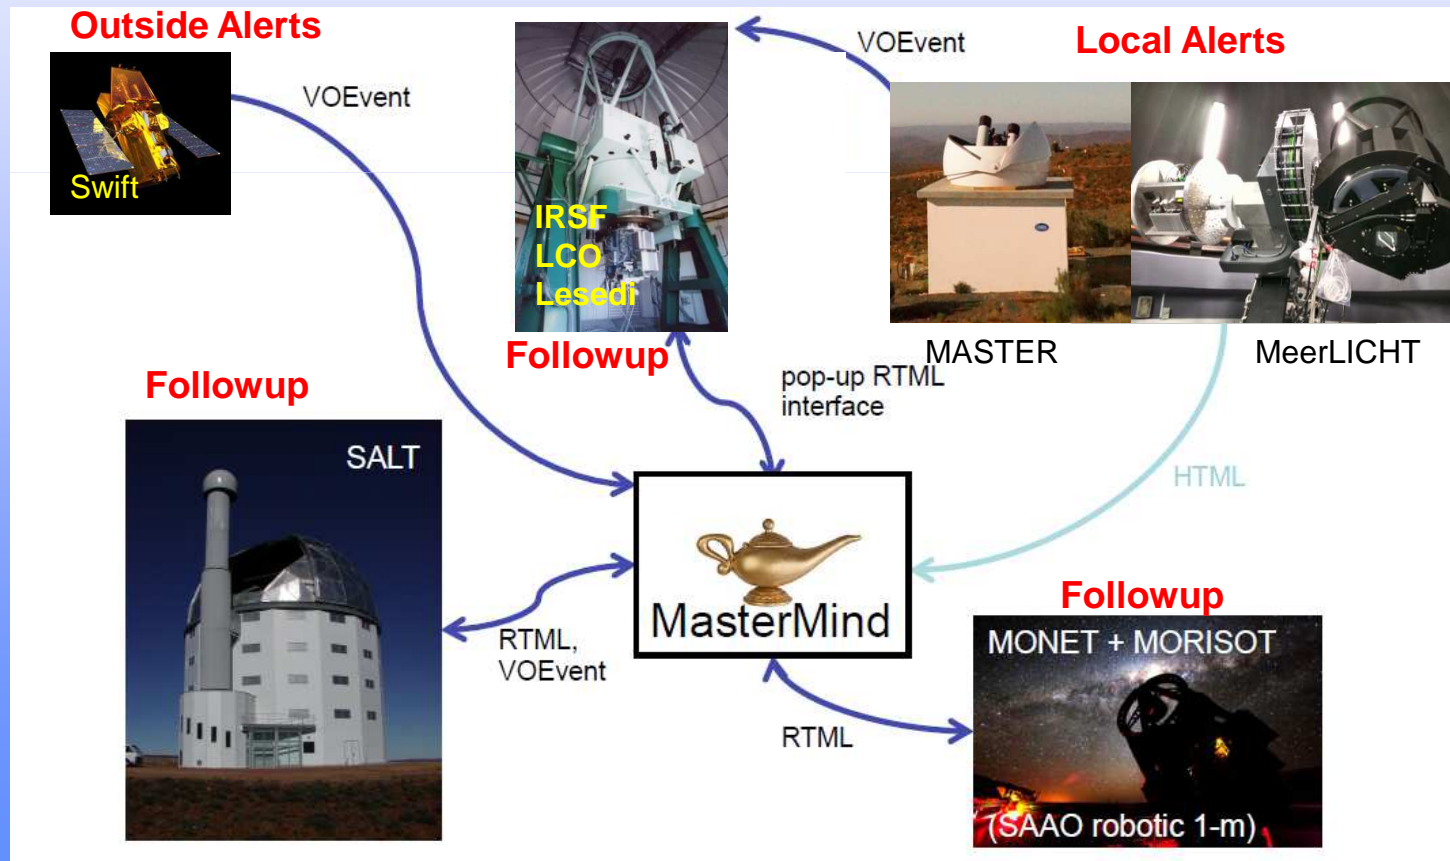 Outside Alerts
VOEvent
Swift
IRSF
LCO
Lesedi
Followup
VOEvent
Local Alerts
MASTER
MeerLICHT
pop-up RTML
interface
HTML
Followup
SALT
MasterMind
RTML,
VOEvent
RTML
Followup
MONET + MORISOT
(SAAO robotic 1-m)